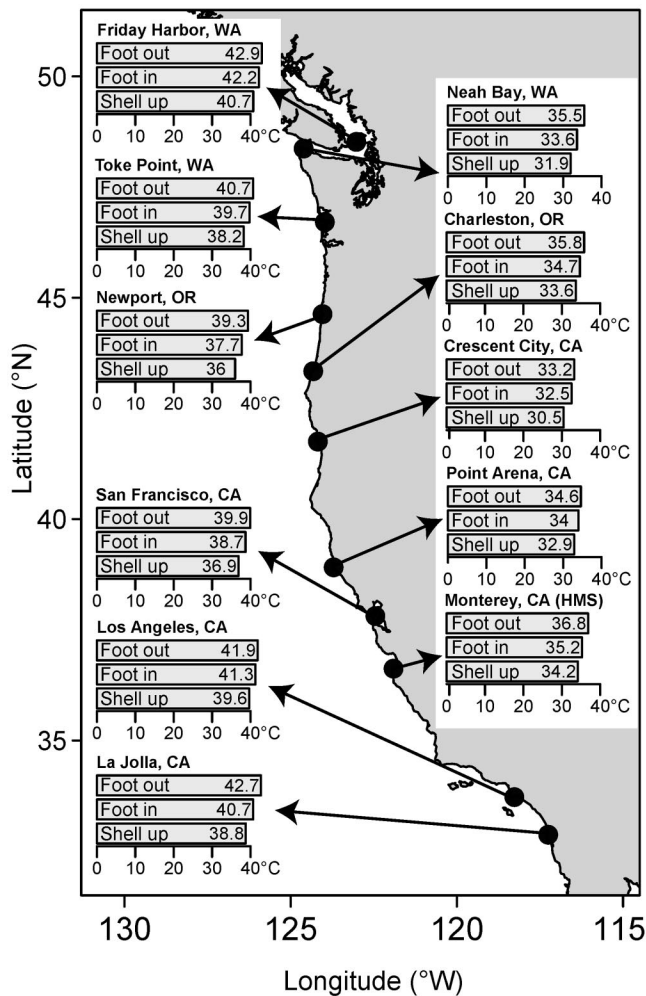 Friday Harbor, WA
Foot out 42.9
Foot in 42.2
Shell up 40.7
0 10 20 30 40°C
Toke Point, WA
Foot out 40.7
Foot in 39.7
Shell up 38.2
0 10 20 30 40°C
Newport, OR
Foot out 39.3
Foot in 37.7
Shell up 36
0 10 20 30 40°C
San Francisco, CA
Foot out 39.9
Foot in 38.7
Shell up 36.9
0 10 20 30 40°C
Los Angeles, CA
Foot out 41.9
Foot in 41.3
Shell up 39.6
0 10 20 30 40°C
La Jolla, CA
Foot out 42.7
Foot in 40.7
Shell up 38.8
0 10 20 30 40°C
Neah Bay, WA
Foot out 35.5
Foot in 33.6
Shell up 31.9
0 10 20 30 40
Charleston, OR
Foot out 35.8
Foot in 34.7
Shell up 33.6
0 10 20 30 40°C
Crescent City, CA
Foot out 33.2
Foot in 32.5
Shell up 30.5
0 10 20 30 40°C
Point Arena, CA
Foot out 34.6
Foot in 34
Shell up 32.9
0 10 20 30 40°C
Monterey, CA (HMS)
Foot out 36.8
Foot in 35.2
Shell up 34.2
0 10 20 30 40°C
50
45
40
35
Latitude (°N)
130 125 120 115
Longitude (°W)